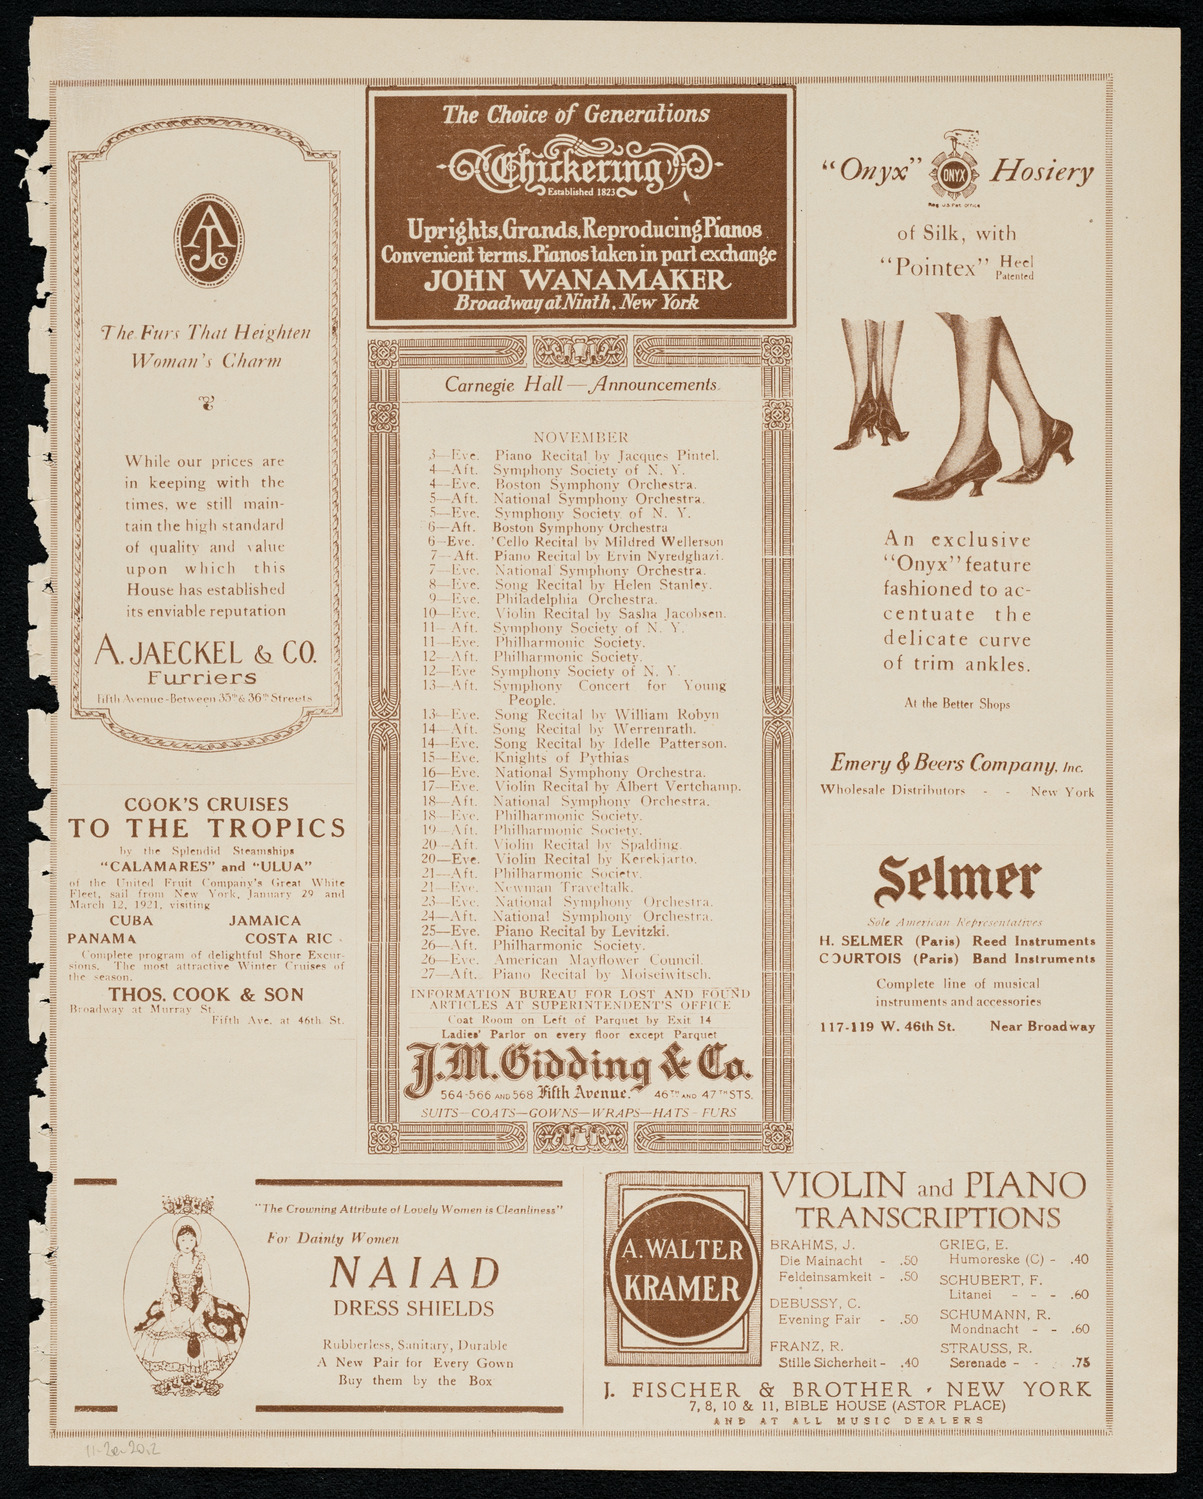 The Furs That Heighten
Woman's Charm
While our prices are
in keeping with the
times, we still main-
tain the high standard
of quality and value
upon which this
House has established
its enviable reputation
A. JAECKEL & CO.
Furriers
Fifth Avenue-Between 35th & 36th Streets
COOK'S CRUISES
TO THE TROPICS
by the Splendid Steamships
"CALAMARES" and "ULUA"
of the United Fruit Company's Great White
Fleet, sail from New York, January 29 and
March 12, 1921, visiting
CUBA JAMAICA
PANAMA COSTA RIC
Complete program of delightful Shore Excur-
sions. The most attractive Winter Cruises of
the season.
THOS. COOK & SON
Broadway at Murray St.
Fifth Ave. at 46th St.
The Choice of Generations
Chickering
Established 1823
Uprights, Grands, Reproducing Pianos
Convenient terms. Pianos taken in part exchange
JOHN WANAMAKER
Broadway at Ninth, New York
Carnegie Hall — Announcements
NOVEMBER
3—Eve. Piano Recital by Jacques Pintel.
4—Aft. Symphony Society of N. Y.
4—Eve. Boston Symphony Orchestra.
5—Aft. National Symphony Orchestra.
5—Eve. Symphony Society of N. Y.
6—Aft. Boston Symphony Orchestra
6—Eve. 'Cello Recital by Mildred Wellerson
7—Aft. Piano Recital by Ervin Nyredghazi.
7—Eve. National Symphony Orchestra.
8—Eve. Song Recital by Helen Stanley.
9—Eve. Philadelphia Orchestra.
10—Eve. Violin Recital by Sasha Jacobsen.
11—Aft. Symphony Society of N. Y.
11—Eve. Philharmonic Society.
12—Aft. Philharmonic Society.
12—Eve Symphony Society of N. Y.
13—Aft. Symphony Concert for Young
People.
13—Eve. Song Recital by William Robyn
14—Aft. Song Recital by Werrenrath.
14—Eve. Song Recital by Idelle Patterson.
15—Eve. Knights of Pythias
16—Eve. National Symphony Orchestra.
17—Eve. Violin Recital by Albert Vertchamp.
18—Aft. National Symphony Orchestra.
18—Eve. Philharmonic Society.
19—Aft. Philharmonic Society.
20—Aft. Violin Recital by Spalding.
20—Eve. Violin Recital by Kerekjarto.
21—Aft. Philharmonic Society.
21—Eve. Newman Traveltalk.
23—Eve. National Symphony Orchestra.
24—Aft. National Symphony Orchestra.
25—Eve. Piano Recital by Levitzki.
26—Aft. Philharmonic Society.
26—Eve. American Mayflower Council.
27—Aft. Piano Recital by Moiseiwitsch.
INFORMATION BUREAU FOR LOST AND FOUND
ARTICLES AT SUPERINTENDENT'S OFFICE
Coat Room on Left of Parquet by Exit 14
Ladies' Parlor on every floor except Parquet
J.M. Gidding & Co.
564-566 AND 568 Fifth Avenue. 46TH AND 47TH STS.
SUITS—COATS—GOWNS—WRAPS—HATS—FURS
"Onyx" ONYX Hosiery
Reg. U.S. Pat. Office
of Silk, with
"Pointex" Heel
Patented
An exclusive
"Onyx" feature
fashioned to ac-
centuate the
delicate curve
of trim ankles.
At the Better Shops
Emery & Beers Company, Inc.
Wholesale Distributors - - New York
Selmer
Sole American Representatives
H. SELMER (Paris) Reed Instruments
COURTOIS (Paris) Band Instruments
Complete line of musical
instruments and accessories
117-119 W. 46th St. Near Broadway
"The Crowning Attribute of Lovely Women is Cleanliness"
For Dainty Women
NAIAD
DRESS SHIELDS
Rubberless, Sanitary, Durable
A New Pair for Every Gown
Buy them by the Box
A. WALTER
KRAMER
VIOLIN and PIANO
TRANSCRIPTIONS
BRAHMS, J.
Die Mainacht - .50
Feldeinsamkeit - .50
DEBUSSY, C.
Evening Fair - .50
FRANZ, R.
Stille Sicherheit - .40
GRIEG, E.
Humoreske (C) - .40
SCHUBERT, F.
Litanei - - - .60
SCHUMANN, R.
Mondnacht - - .60
STRAUSS, R.
Serenade - - .75
J. FISCHER & BROTHER, NEW YORK
7, 8, 10 & 11, BIBLE HOUSE (ASTOR PLACE)
AND AT ALL MUSIC DEALERS